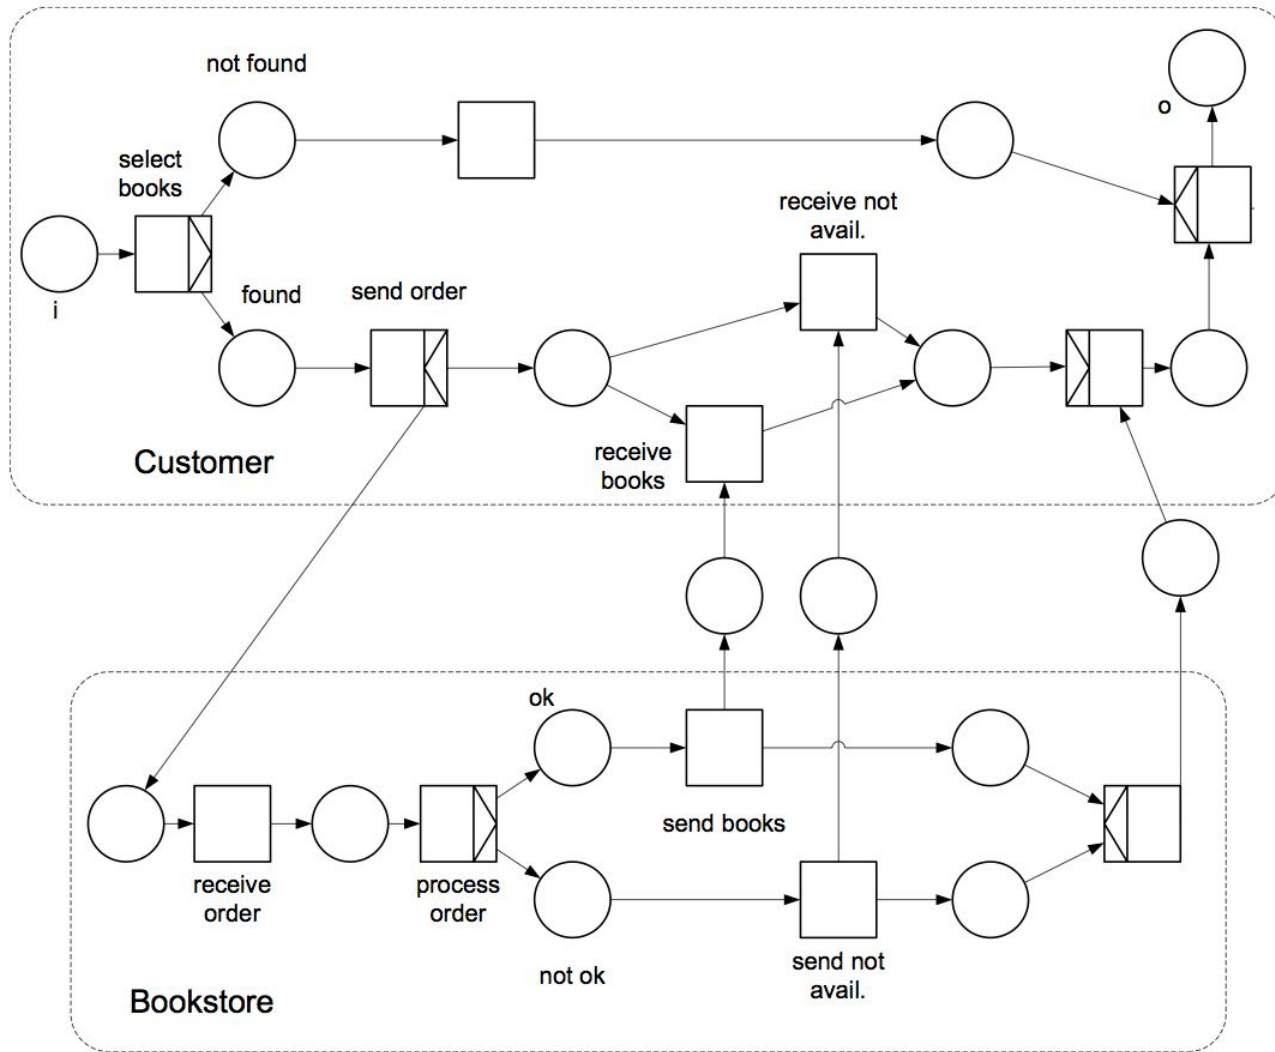 not found
select
books
i
found
send order
receive not
avail.
o
receive
books
Customer
ok
send books
receive
order
process
order
not ok
send not
avail.
Bookstore